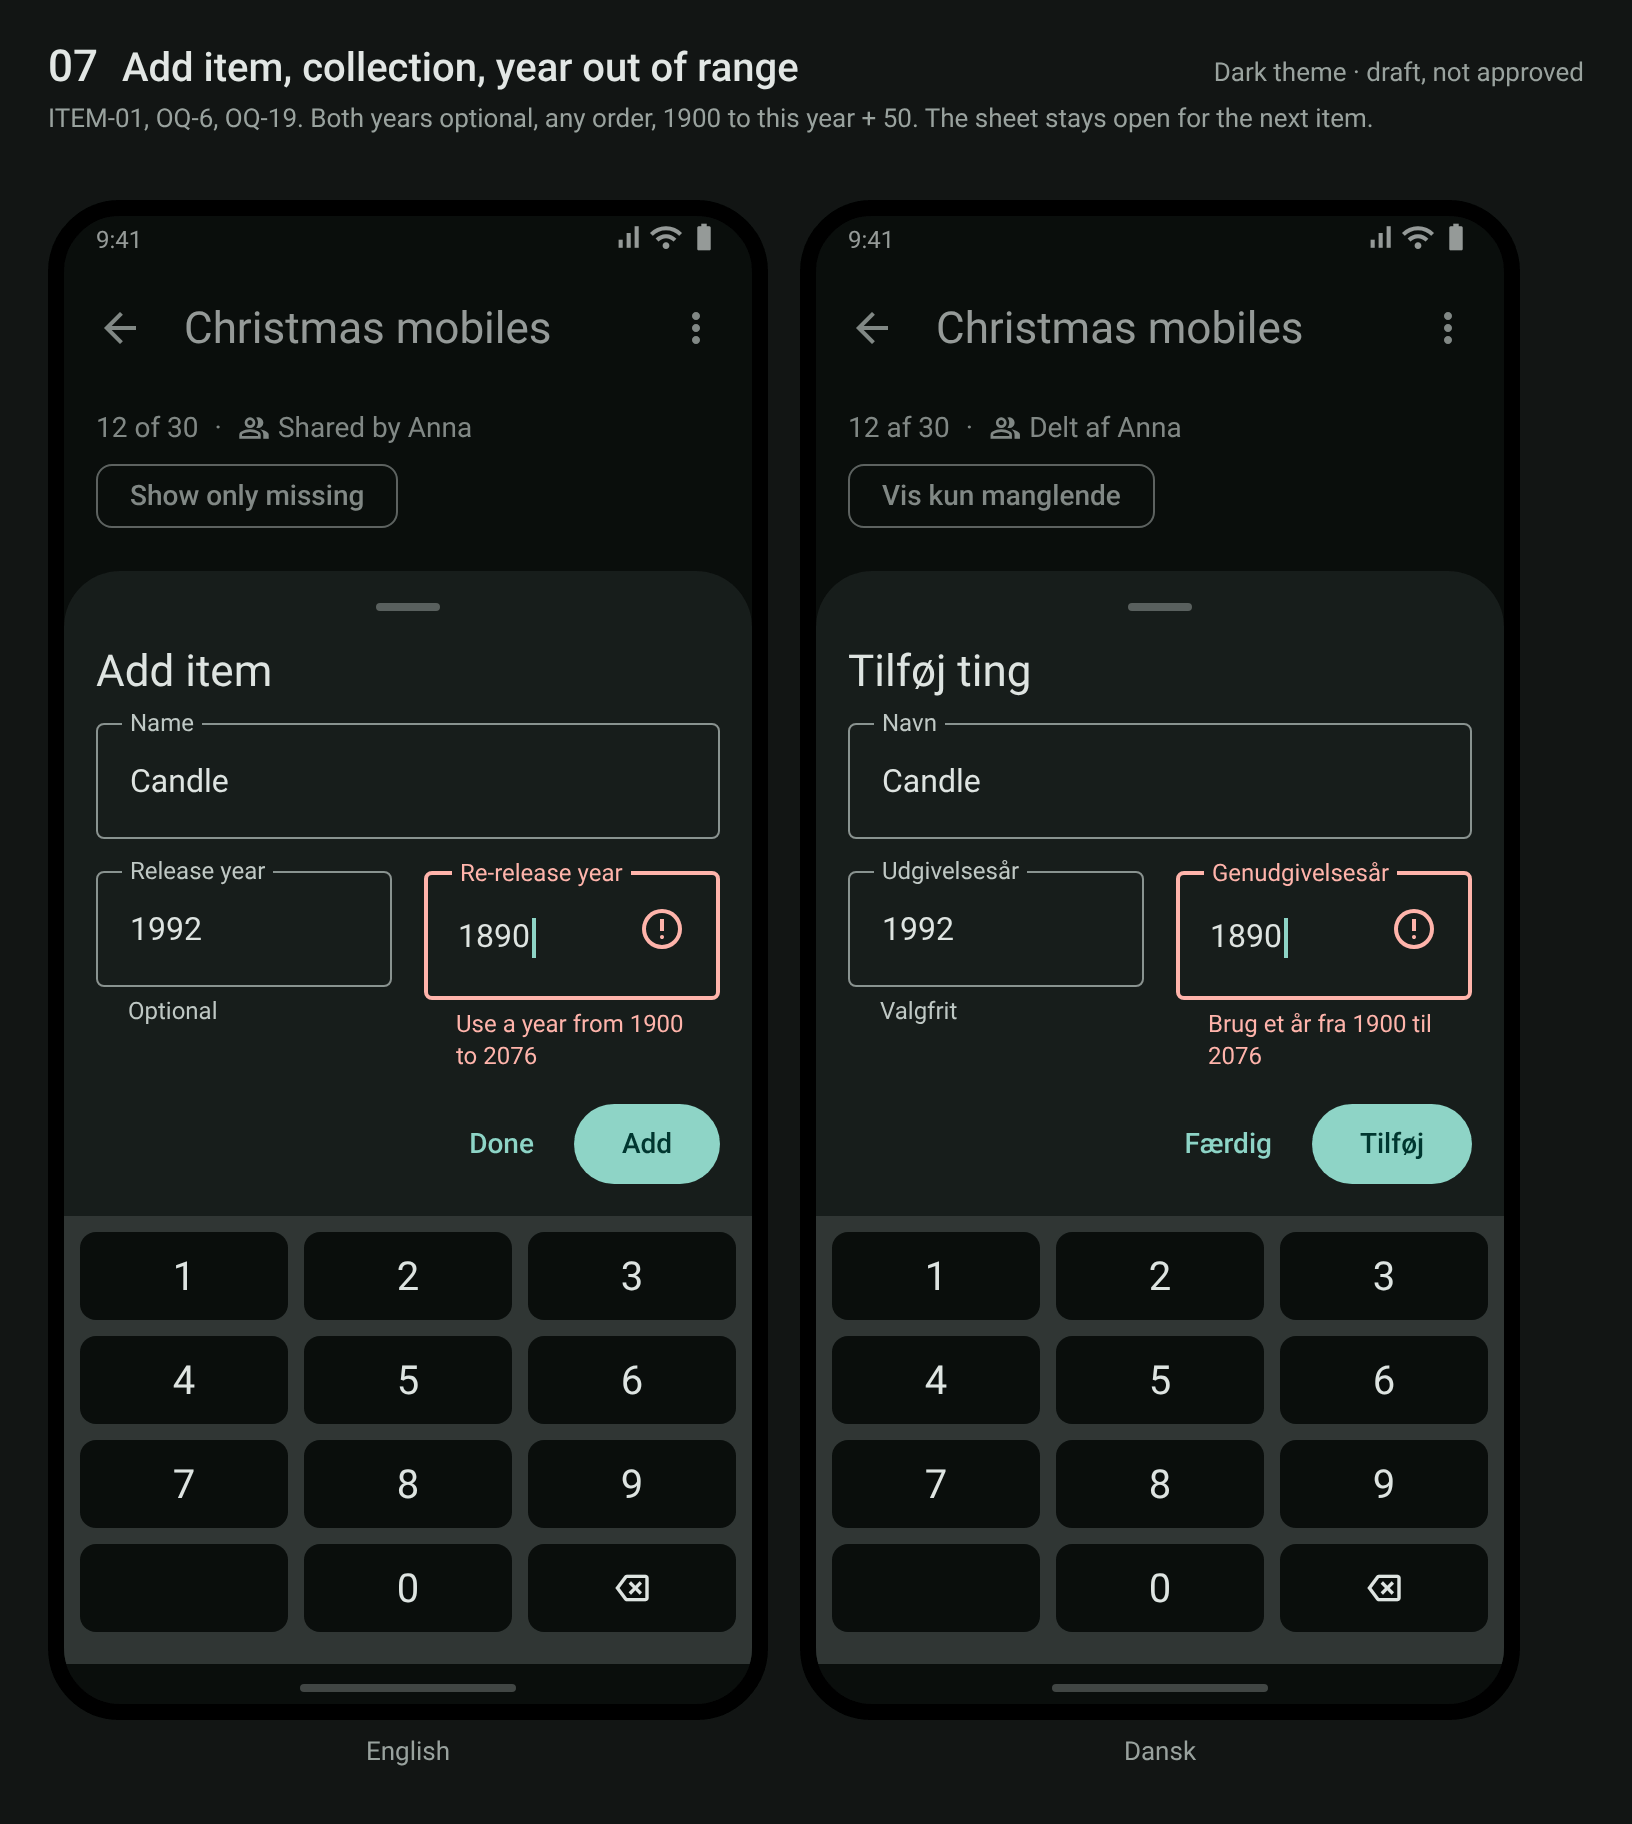 07 Add item, collection, year out of range
Dark theme · draft, not approved
ITEM-01, OQ-6, OQ-19. Both years optional, any order, 1900 to this year + 50. The sheet stays open for the next item.
9:41
Christmas mobiles
12 of 30 · Shared by Anna
Show only missing
Add item
Name
Candle
Release year
1992
Optional
Re-release year
1890
Use a year from 1900
to 2076
Done
Add
1 2 3
4 5 6
7 8 9
0
English
9:41
Christmas mobiles
12 af 30 · Delt af Anna
Vis kun manglende
Tilføj ting
Navn
Candle
Udgivelsesår
1992
Valgfrit
Genudgivelsesår
1890
Brug et år fra 1900 til
2076
Færdig
Tilføj
1 2 3
4 5 6
7 8 9
0
Dansk